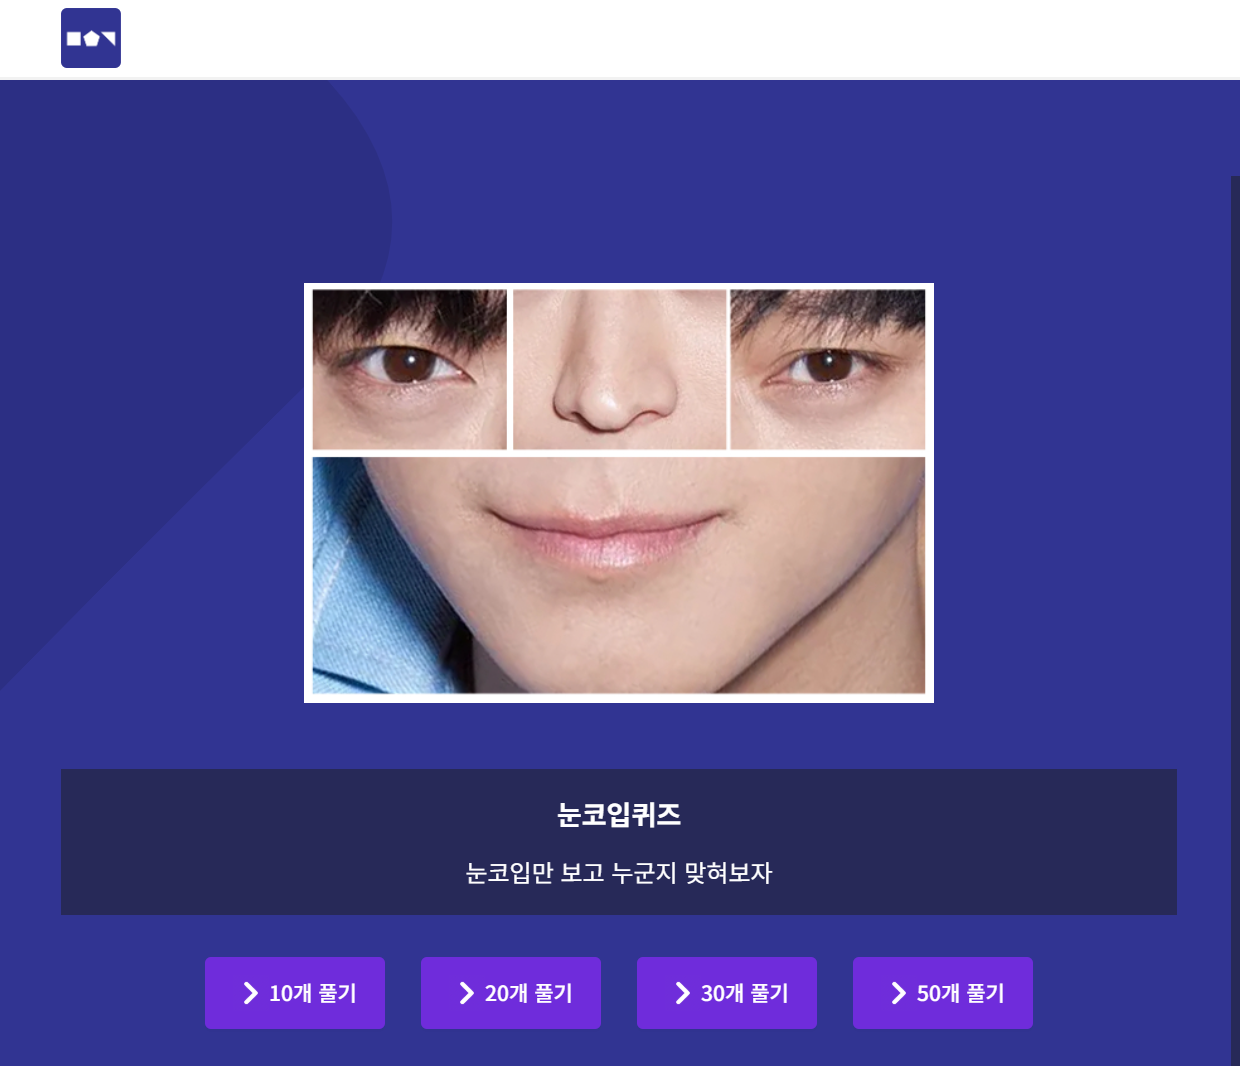 눈코입퀴즈
눈코입만 보고 누군지 맞혀보자
10개 풀기
20개 풀기
30개 풀기
50개 풀기